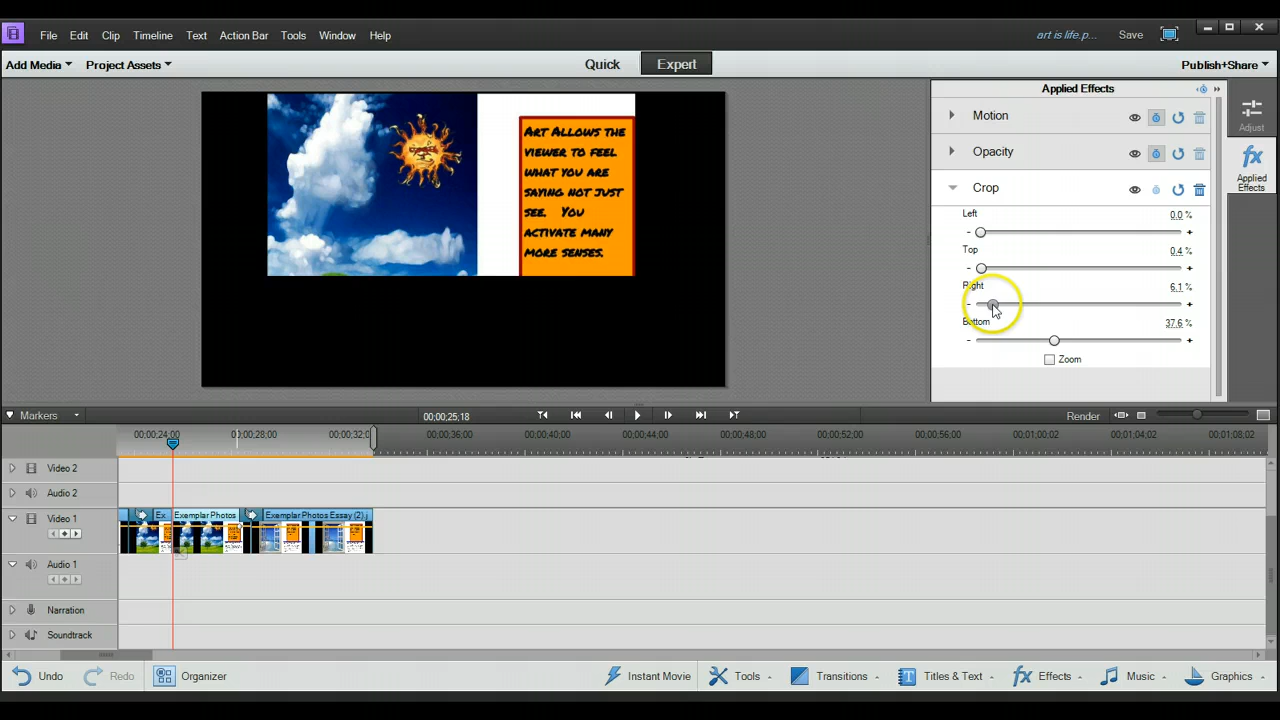 File Edit Clip Timeline Text Action Bar Tools Window Help art is life.p... Save
Add Media Project Assets Quick Expert Publish+Share
Applied Effects
Motion
Opacity
Crop
Left 0.0 %
Top 0.4 %
Right 6.1 %
Bottom 37.6 %
Zoom
Adjust
fx
Applied
Effects
Art Allows the
viewer to feel
what you are
saying not just
see. You
activate many
more senses.
Markers 00;00;25;18 Render
00;00;24;00 00;00;28;00 00;00;32;0 00;00;36;00 00;00;40;00 00;00;44;00 00;00;48;00 00;00;52;00 00;00;56;00 00;01;00;02 00;01;04;02 00;01;08;02
Video 2
Audio 2
Video 1 Ex Exemplar Photos Exemplar Photos Essay (2).j
Audio 1
Narration
Soundtrack
Undo Redo Organizer Instant Movie Tools Transitions Titles & Text fx Effects Music Graphics